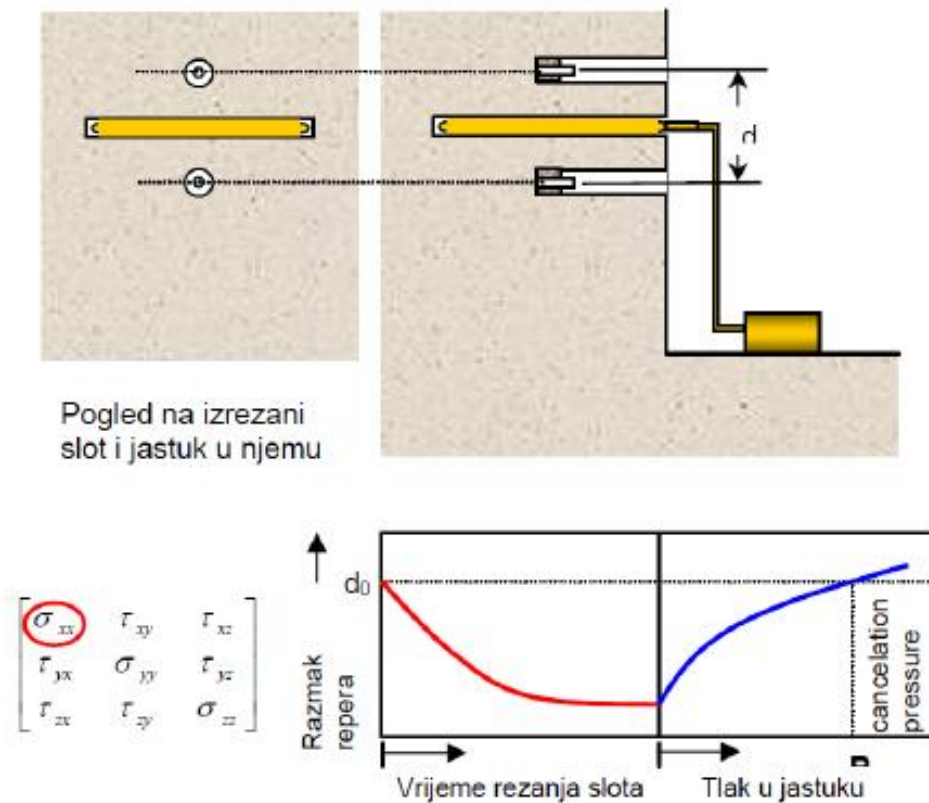 d
Pogled na izrezani
slot i jastuk u njemu
σxx τxy τxz
τyx σyy τyz
τzx τzy σzz
Razmak
repera
d0
cancelation
pressure
Vrijeme rezanja slota
Tlak u jastuku